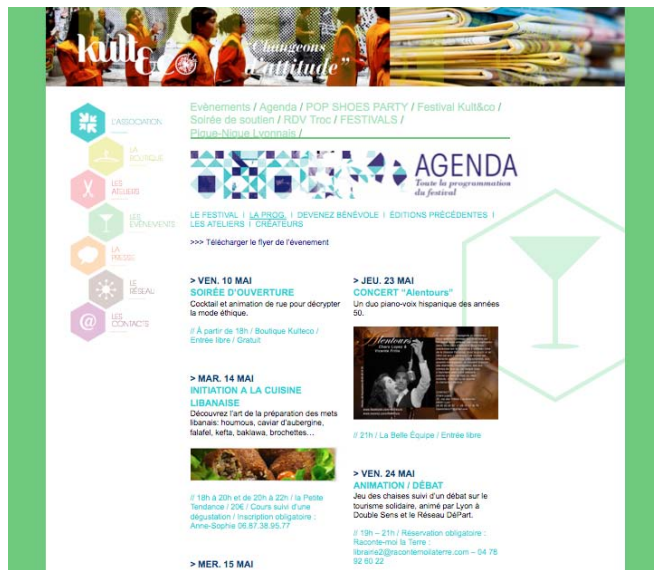 kultEco
"Changeons
d'attitude"
L'ASSOCIATION
LA
BOUTIQUE
LES
ATELIERS
LES
EVENEMENTS
LA
PRESSE
LE
RESEAU
LES
CONTACTS
Evènements / Agenda / POP SHOES PARTY / Festival Kult&co /
Soirée de soutien / RDV Troc / FESTIVALS /
Pique-Nique Lyonnais /
AGENDA
Toute la programmation
du festival
LE FESTIVAL I LA PROG. I DEVENEZ BÉNÉVOLE I ÉDITIONS PRÉCÉDENTES I
LES ATELIERS I CRÉATEURS
>>> Télécharger le flyer de l'évenement
> VEN. 10 MAI
SOIRÉE D'OUVERTURE
Cocktail et animation de rue pour décrypter
la mode éthique.
// À partir de 18h / Boutique Kulteco /
Entrée libre / Gratuit
> MAR. 14 MAI
INITIATION A LA CUISINE
LIBANAISE
Découvrez l'art de la préparation des mets
libanais: houmous, caviar d'aubergine,
falafel, kefta, baklawa, brochettes…
// 18h à 20h et de 20h à 22h / la Petite
Tendance / 20€ / Cours suivi d'une
dégustation / Inscription obligatoire :
Anne-Sophie 06.87.38.95.77
> MER. 15 MAI
> JEU. 23 MAI
CONCERT "Alentours"
Un duo piano-voix hispanique des années
50.
Alentours
// 21h / La Belle Équipe / Entrée libre
> VEN. 24 MAI
ANIMATION / DÉBAT
Jeu des chaises suivi d'un débat sur le
tourisme solidaire, animé par Lyon à
Double Sens et le Réseau DéPart.
// 19h – 21h / Réservation obligatoire :
Raconte-moi la Terre :
librairie2@racontemoilaterre.com – 04 78
92 60 22